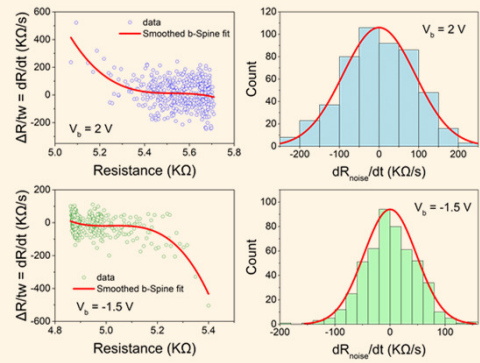 ΔR/tw = dR/dt (KΩ/s)
600
400
200
0
-200
data
Smoothed b-Spine fit
V_b = 2 V
5.0
5.2
5.4
5.6
5.8
Resistance (KΩ)
Count
100
80
60
40
20
0
V_b = 2 V
-200
-100
0
100
200
dR_noise/dt (KΩ/s)
ΔR/tw = dR/dt (KΩ/s)
200
0
-200
-400
-600
data
Smoothed b-Spine fit
V_b = -1.5 V
4.8
5.0
5.2
5.4
5.6
Resistance (KΩ)
Count
100
80
60
40
20
0
V_b = -1.5 V
-200
-100
0
100
200
dR_noise/dt (KΩ/s)